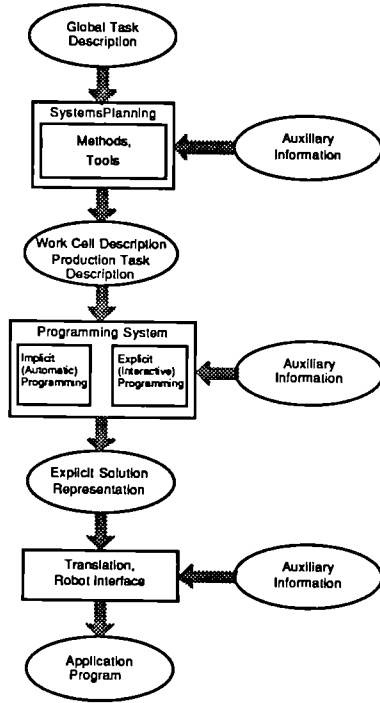 Global Task
Description
SystemsPlanning
Methods,
Tools
Auxiliary
Information
Work Cell Description
Production Task
Description
Programming System
Implicit
(Automatic)
Programming
Explicit
(Interactive)
Programming
Auxiliary
Information
Explicit Solution
Representation
Translation,
Robot Interface
Auxiliary
Information
Application
Program